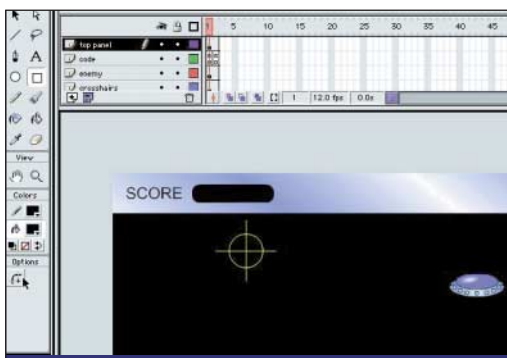 5 10 15 20 25 30 35 40 45
top panel
code
enemy
crosshairs
1 12.0 fps 0.0s
A
View
Colors
Options
SCORE